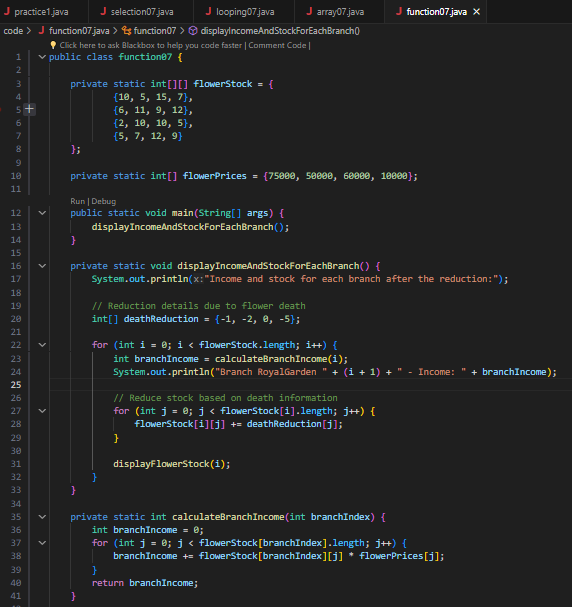 practice1.java selection07.java looping07.java array07.java function07.java
code > function07.java > function07 > displayIncomeAndStockForEachBranch()
Click here to ask Blackbox to help you code faster | Comment Code |
1 public class function07 {
2
3 private static int[][] flowerStock = {
4 {10, 5, 15, 7},
5 {6, 11, 9, 12},
6 {2, 10, 10, 5},
7 {5, 7, 12, 9}
8 };
9
10 private static int[] flowerPrices = {75000, 50000, 60000, 10000};
11
Run | Debug
12 public static void main(String[] args) {
13 displayIncomeAndStockForEachBranch();
14 }
15
16 private static void displayIncomeAndStockForEachBranch() {
17 System.out.println(x:"Income and stock for each branch after the reduction:");
18
19 // Reduction details due to flower death
20 int[] deathReduction = {-1, -2, 0, -5};
21
22 for (int i = 0; i < flowerStock.length; i++) {
23 int branchIncome = calculateBranchIncome(i);
24 System.out.println("Branch RoyalGarden " + (i + 1) + " - Income: " + branchIncome);
25
26 // Reduce stock based on death information
27 for (int j = 0; j < flowerStock[i].length; j++) {
28 flowerStock[i][j] += deathReduction[j];
29 }
30
31 displayFlowerStock(i);
32 }
33 }
34
35 private static int calculateBranchIncome(int branchIndex) {
36 int branchIncome = 0;
37 for (int j = 0; j < flowerStock[branchIndex].length; j++) {
38 branchIncome += flowerStock[branchIndex][j] * flowerPrices[j];
39 }
40 return branchIncome;
41 }